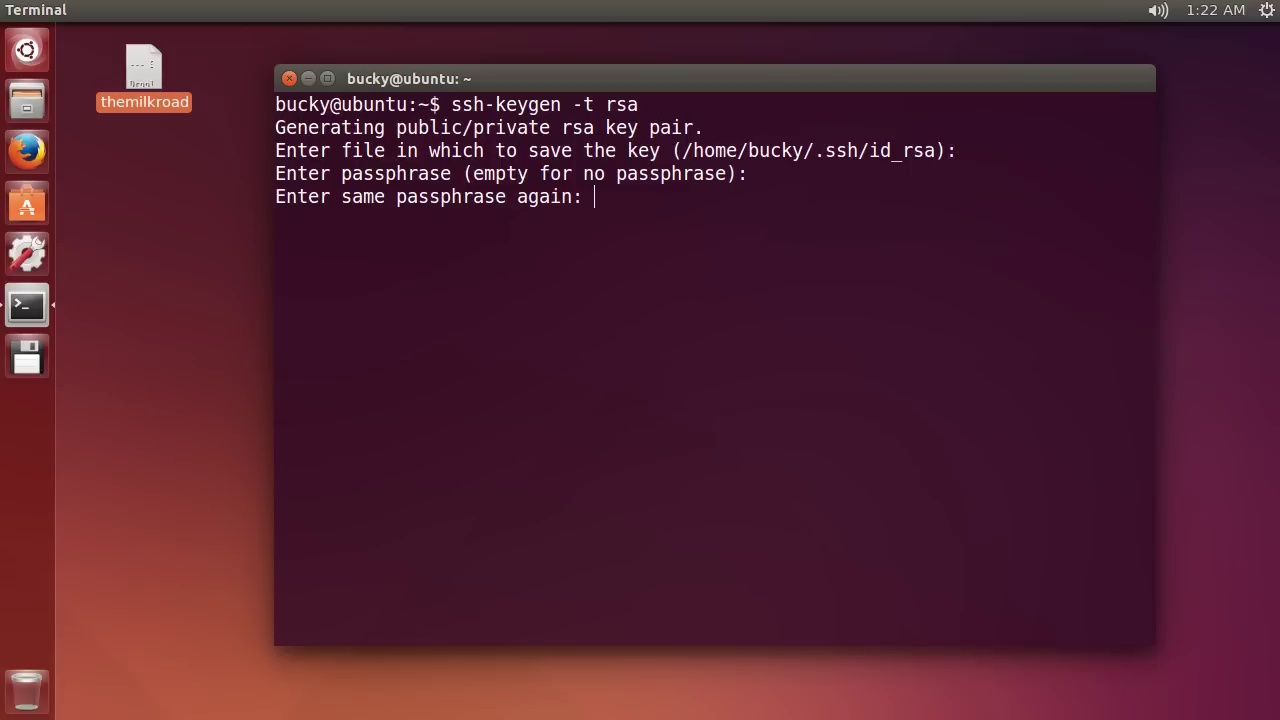 Terminal
1:22 AM
themilkroad
bucky@ubuntu: ~
bucky@ubuntu:~$ ssh-keygen -t rsa
Generating public/private rsa key pair.
Enter file in which to save the key (/home/bucky/.ssh/id_rsa):
Enter passphrase (empty for no passphrase):
Enter same passphrase again: